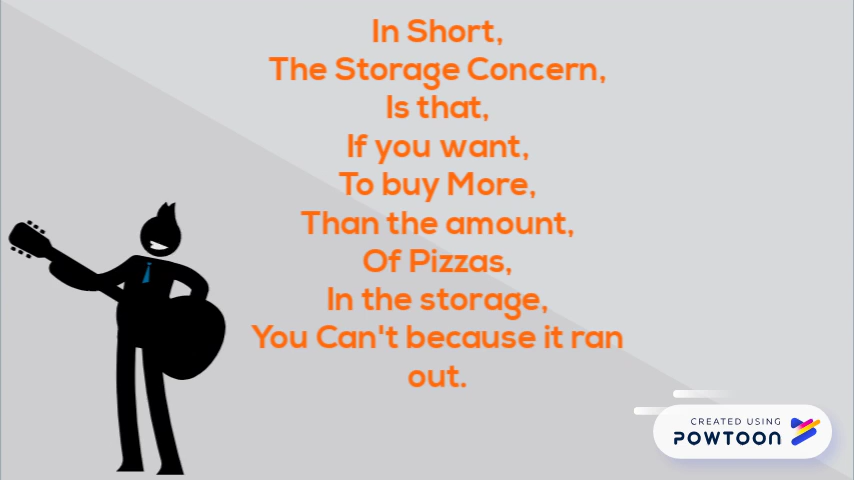 In Short,
The Storage Concern,
Is that,
If you want,
To buy More,
Than the amount,
Of Pizzas,
In the storage,
You Can't because it ran
out.
CREATED USING
POWTOON